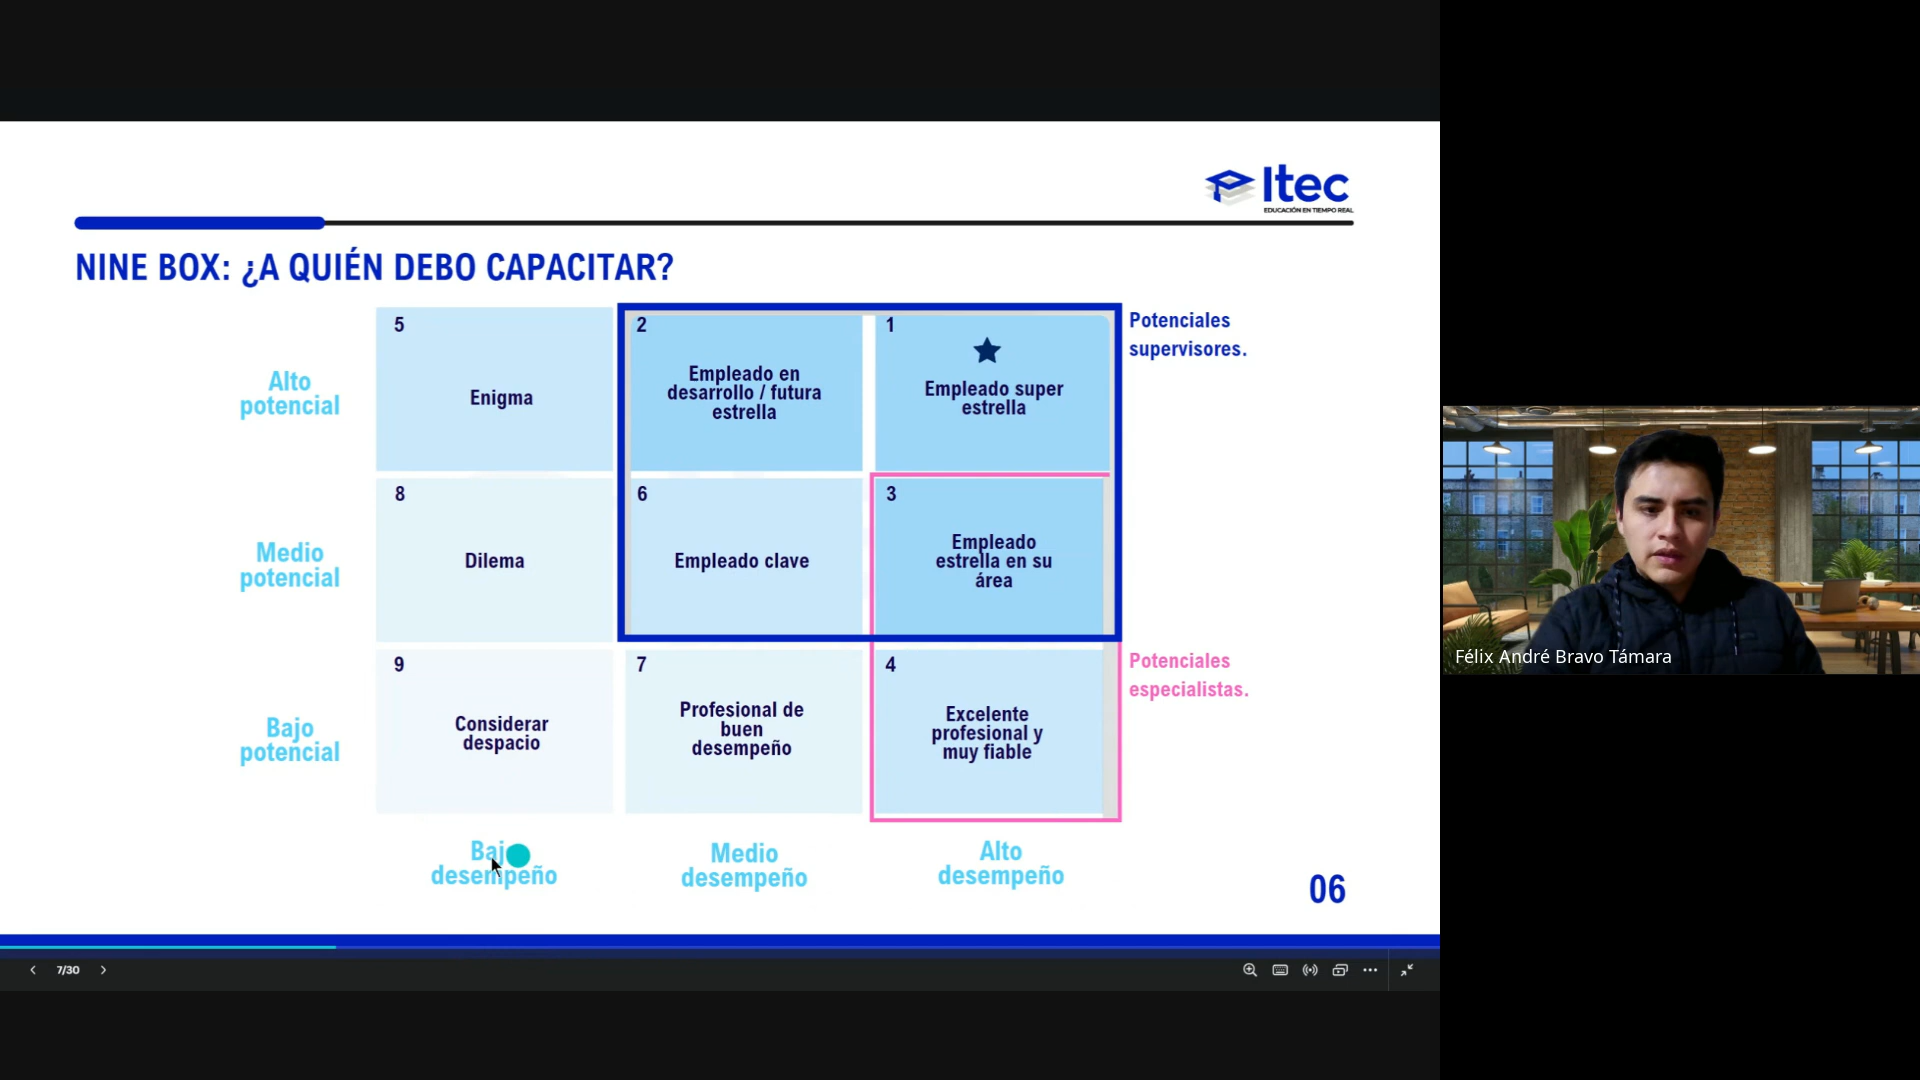 Itec
EDUCACIÓN EN TIEMPO REAL
NINE BOX: ¿A QUIÉN DEBO CAPACITAR?
Alto
potencial
5
Enigma
2
Empleado en
desarrollo / futura
estrella
1
Empleado super
estrella
Potenciales
supervisores.
Medio
potencial
8
Dilema
6
Empleado clave
3
Empleado
estrella en su
área
Bajo
potencial
9
Considerar
despacio
7
Profesional de
buen
desempeño
4
Excelente
profesional y
muy fiable
Potenciales
especialistas.
desempeño
Medio
desempeño
Alto
desempeño
06
7/30
Félix André Bravo Támara